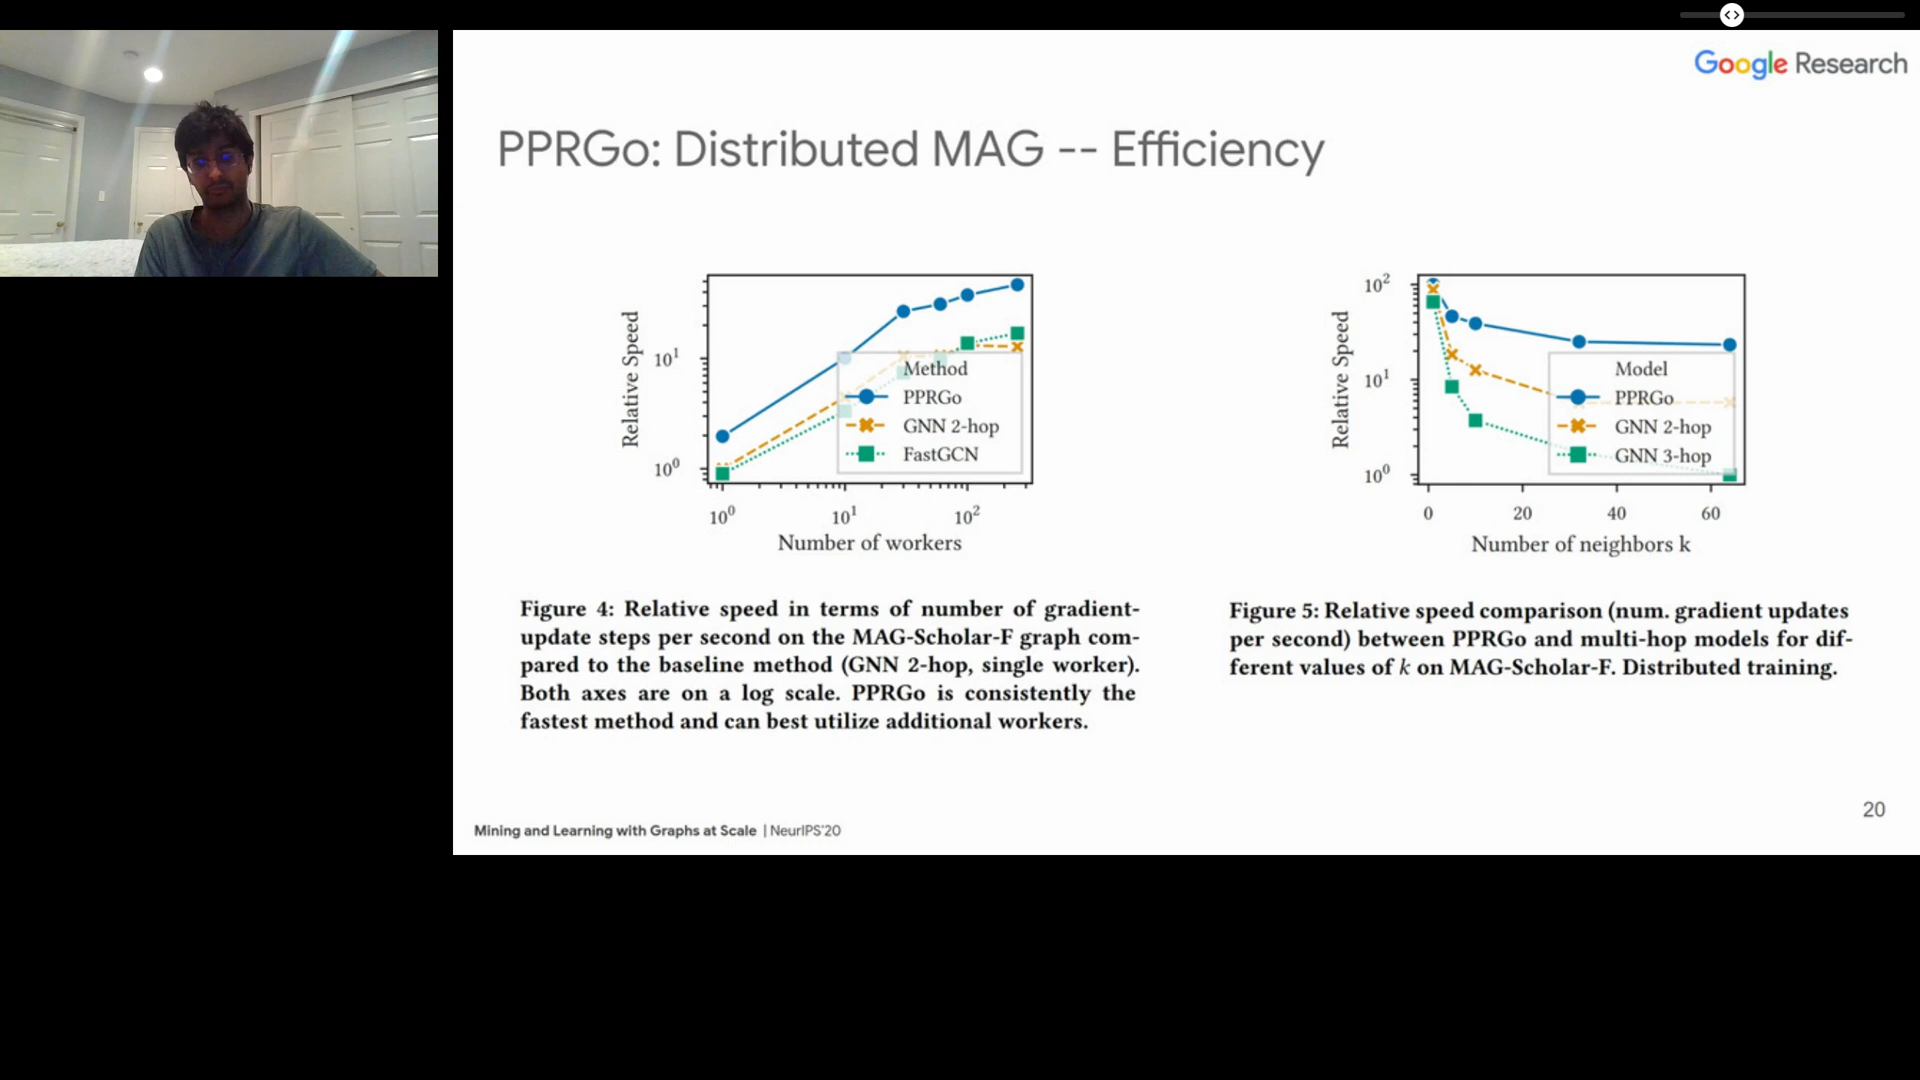 Google Research
PPRGo: Distributed MAG -- Efficiency
Relative Speed
10¹
10⁰
Method
PPRGo
GNN 2-hop
FastGCN
10⁰ 10¹ 10²
Number of workers
Relative Speed
10²
10¹
10⁰
Model
PPRGo
GNN 2-hop
GNN 3-hop
0 20 40 60
Number of neighbors k
Figure 4: Relative speed in terms of number of gradient-
update steps per second on the MAG-Scholar-F graph com-
pared to the baseline method (GNN 2-hop, single worker).
Both axes are on a log scale. PPRGo is consistently the
fastest method and can best utilize additional workers.
Figure 5: Relative speed comparison (num. gradient updates
per second) between PPRGo and multi-hop models for dif-
ferent values of k on MAG-Scholar-F. Distributed training.
20
Mining and Learning with Graphs at Scale | NeurIPS'20